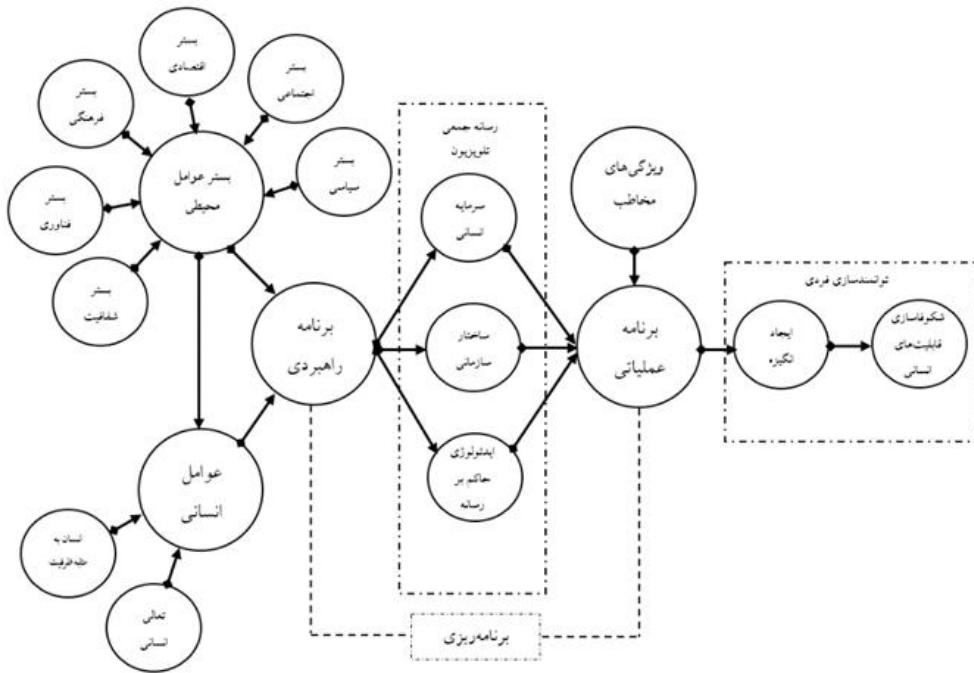 بستر
اقتصادی
بستر
اجتماعی
بستر
فرهنگی
بستر
سیاسی
بستر
فناوری
بستر
شفافیت
بستر عوامل
محیطی
برنامه
راهبردی
عوامل
انسانی
انسان به
مثابه ظرفیت
تعالی
انسانی
رسانه جمعی
تلویزیون
سرمایه
انسانی
ساختار
سازمانی
ایدئولوژی
حاکم بر
رسانه
ویژگی‌های
مخاطب
برنامه
عملیاتی
توانمندسازی فردی
ایجاد
انگیزه
شکوفاسازی
قابلیت‌های
انسانی
برنامه‌ریزی